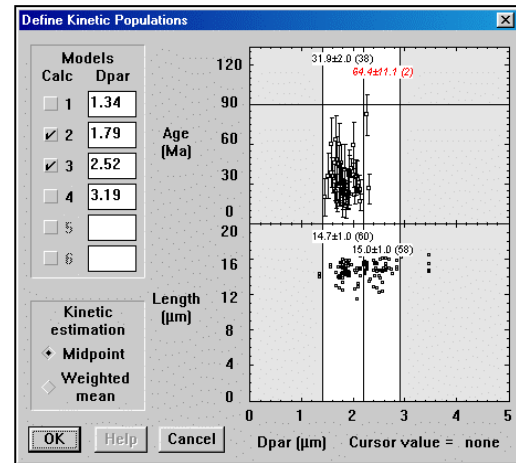 Define Kinetic Populations
Models
Calc Dpar
1 1.34
2 1.79
3 2.52
4 3.19
5
6
Kinetic
estimation
Midpoint
Weighted
mean
OK Help Cancel
31.9±2.0 (38)
64.4±11.1 (2)
120
90
60
30
0
Age
(Ma)
14.7±1.0 (60)
15.0±1.0 (58)
20
16
12
8
4
0
Length
(µm)
0 1 2 3 4 5
Dpar (µm) Cursor value = none